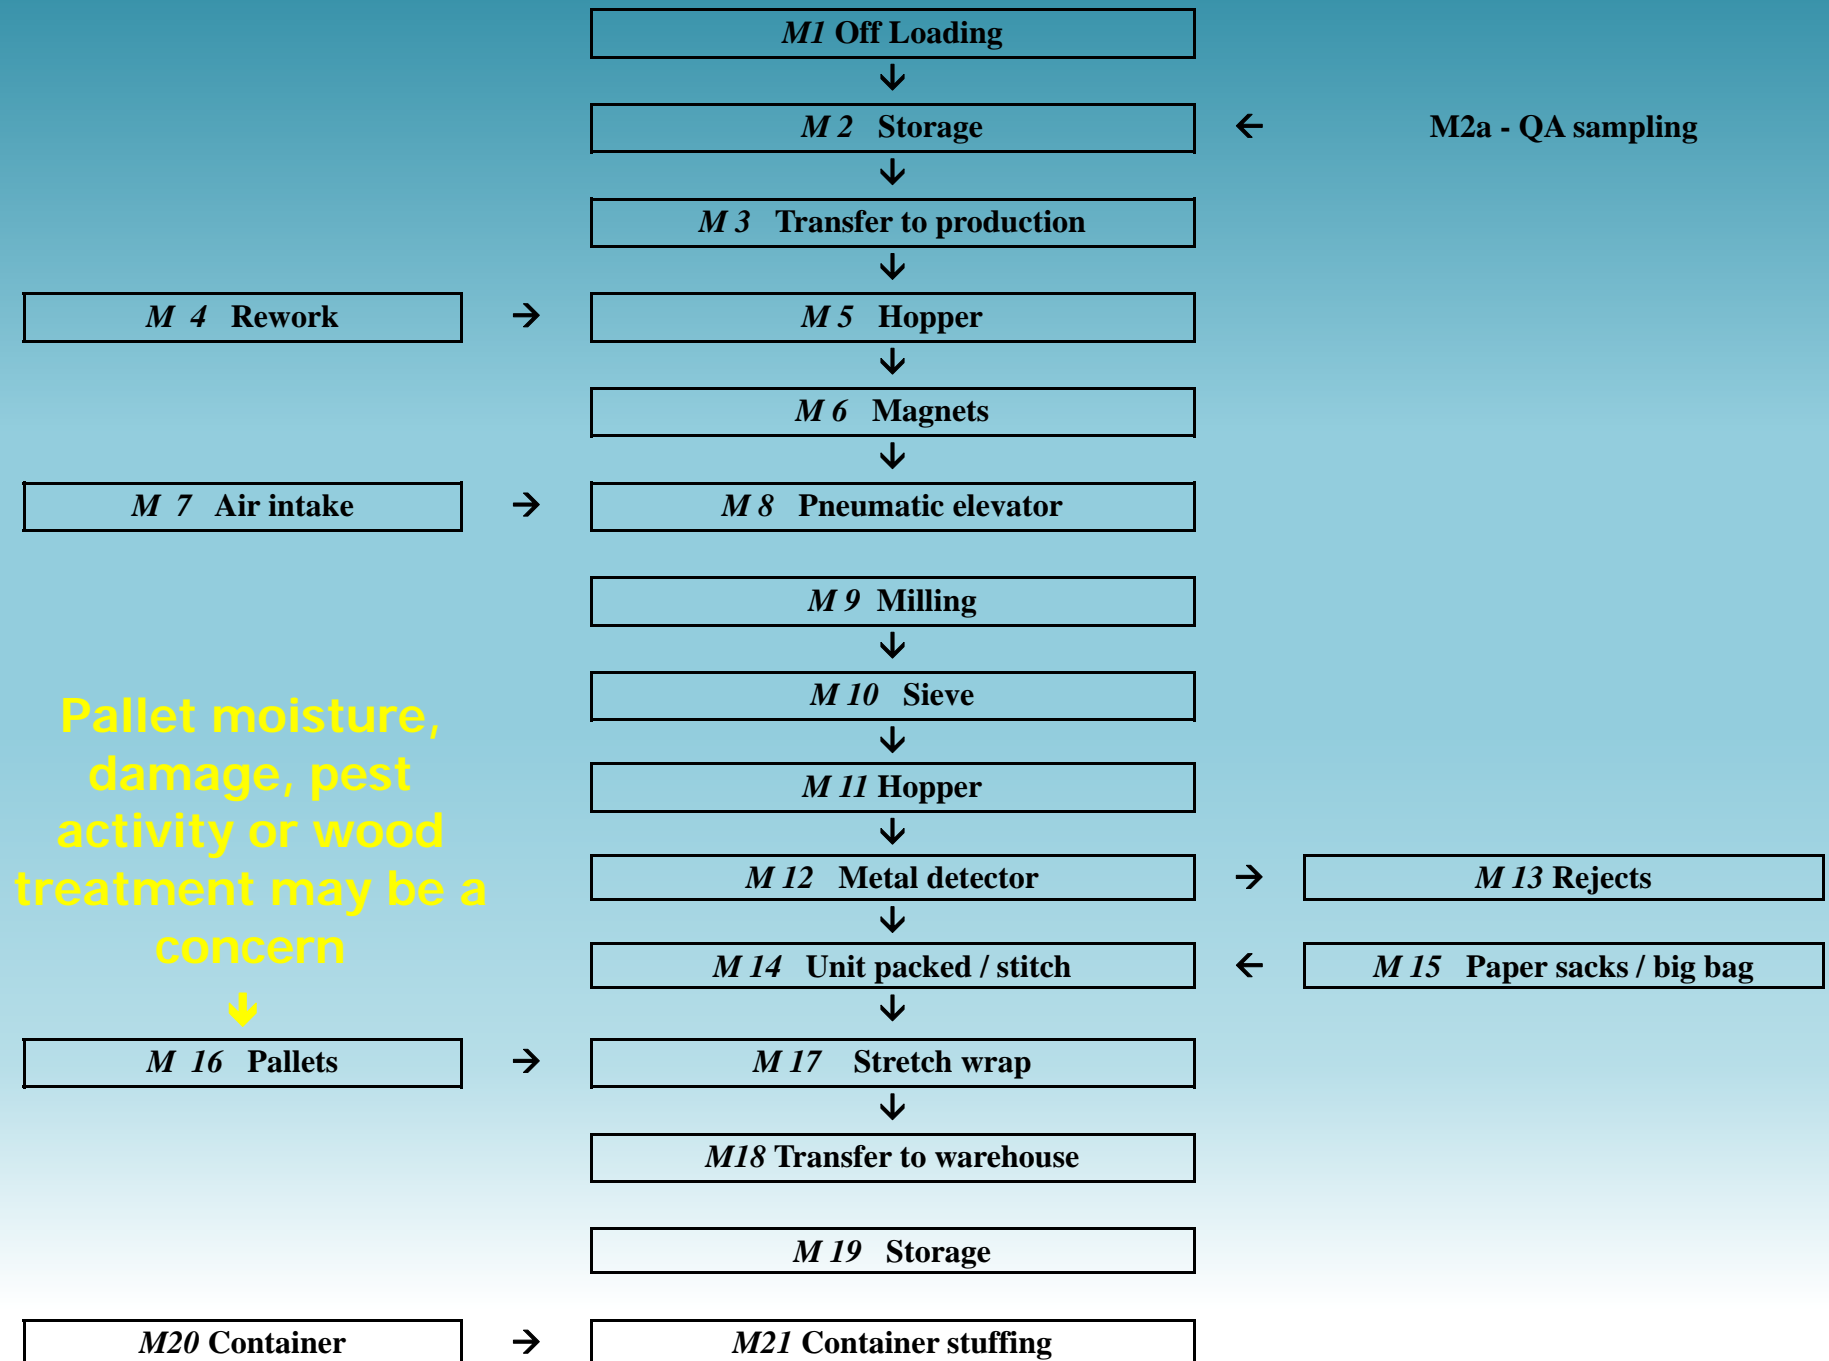 M1 Off Loading
M 2 Storage
M2a - QA sampling
M 3 Transfer to production
M 4 Rework
M 5 Hopper
M 6 Magnets
M 7 Air intake
M 8 Pneumatic elevator
M 9 Milling
M 10 Sieve
Pallet moisture,
damage, pest
activity or wood
treatment may be a
concern
M 11 Hopper
M 12 Metal detector
M 13 Rejects
M 14 Unit packed / stitch
M 15 Paper sacks / big bag
M 16 Pallets
M 17 Stretch wrap
M18 Transfer to warehouse
M 19 Storage
M20 Container
M21 Container stuffing